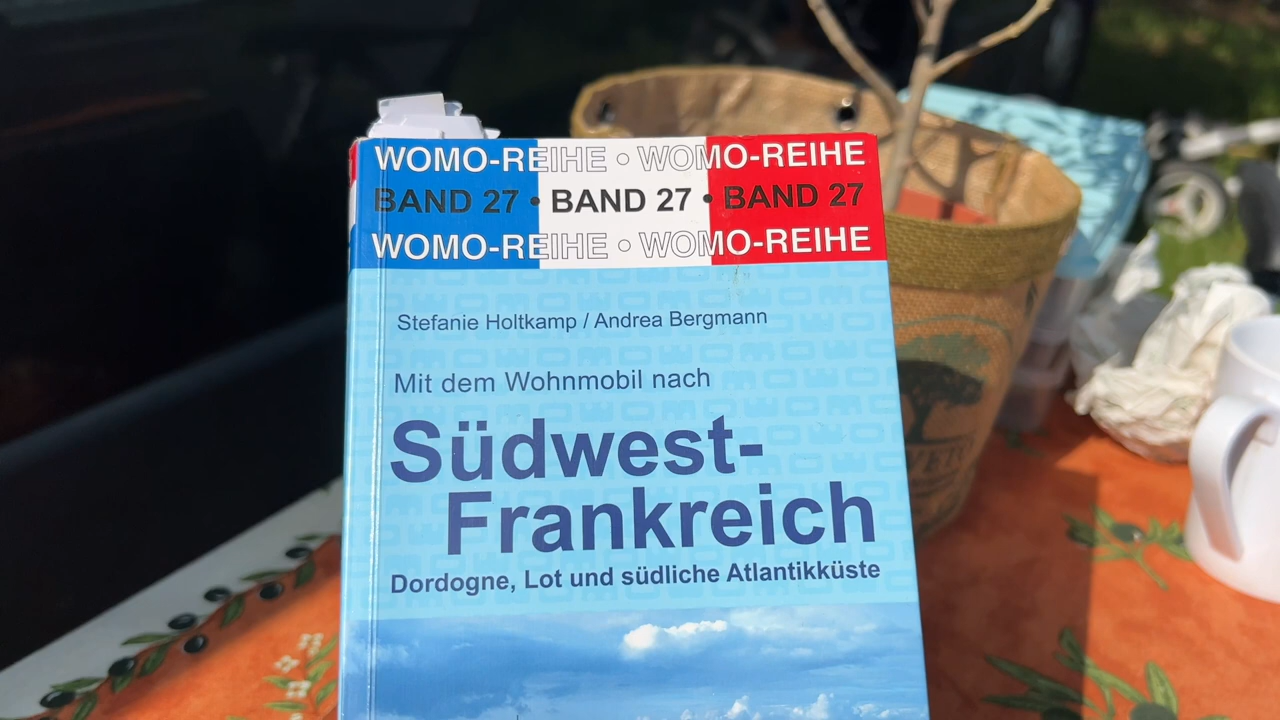 WOMO-REIHE • WOMO-REIHE
BAND 27 • BAND 27 • BAND 27
WOMO-REIHE • WOMO-REIHE
Stefanie Holtkamp / Andrea Bergmann
Mit dem Wohnmobil nach
Südwest-
Frankreich
Dordogne, Lot und südliche Atlantikküste